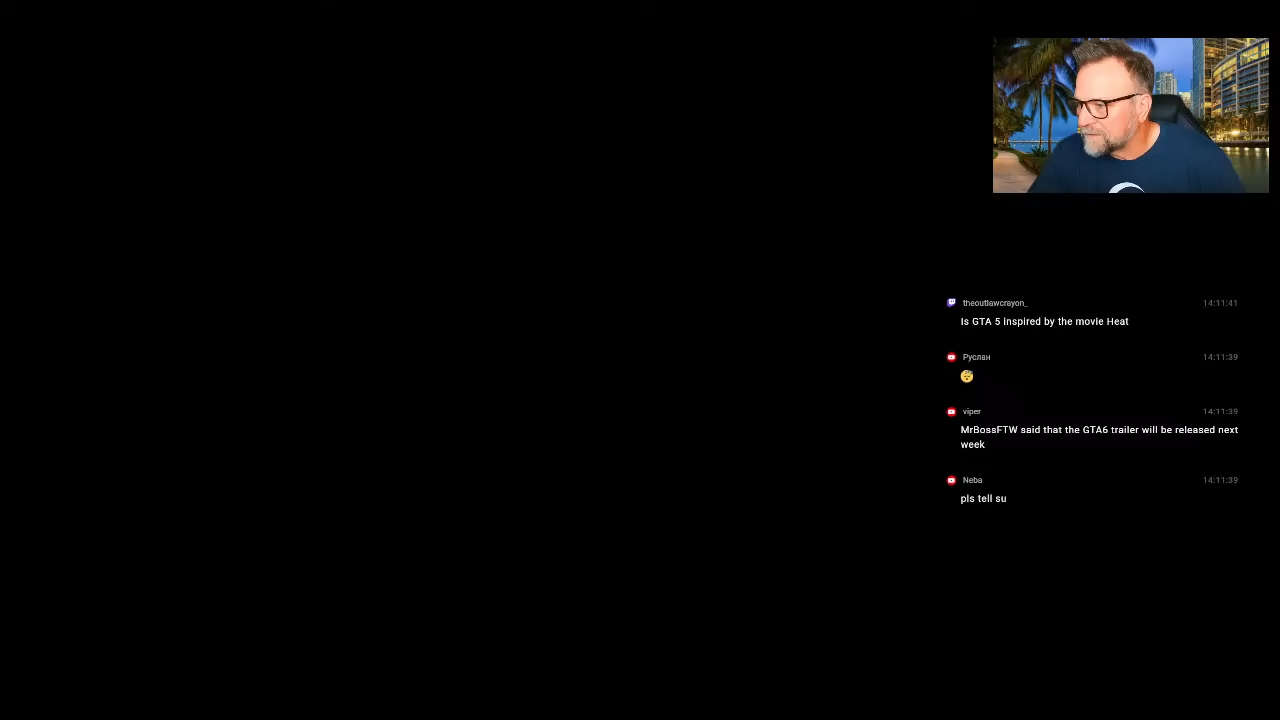 theoutlawcrayon_ 14:11:41
Is GTA 5 inspired by the movie Heat
Руслан 14:11:39
viper 14:11:39
MrBossFTW said that the GTA6 trailer will be released next
week
Neba 14:11:39
pls tell su